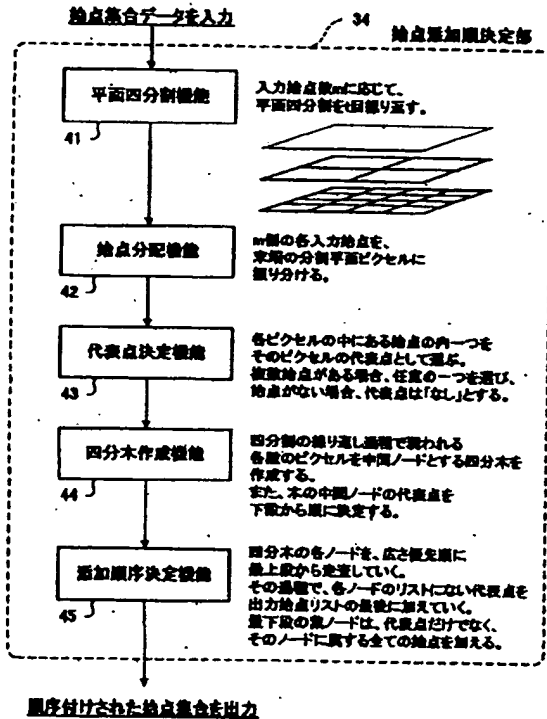 始点集合データを入力
34
始点添加順決定部
平面四分割機能
41
入力始点数mに応じて、
平面四分割をt回繰り返す。
始点分配機能
42
m個の各入力始点を、
末端の分割平面ピクセルに
振り分ける。
代表点決定機能
43
各ピクセルの中にある始点の内一つを
そのピクセルの代表点として選ぶ。
複数始点がある場合、任意の一つを選び、
始点がない場合、代表点は「なし」とする。
四分木作成機能
44
四分割の繰り返し過程で現われる
各段のピクセルを中間ノードとする四分木を
作成する。
また、木の中間ノードの代表点を
下段から順に決定する。
添加順序決定機能
45
四分木の各ノードを、広さ優先順に
最上段から走査していく。
その過程で、各ノードのリストにない代表点を
出力始点リストの最後に加えていく。
最下段の葉ノードは、代表点だけでなく、
そのノードに属する全ての始点を加える。
順序付けされた始点集合を出力